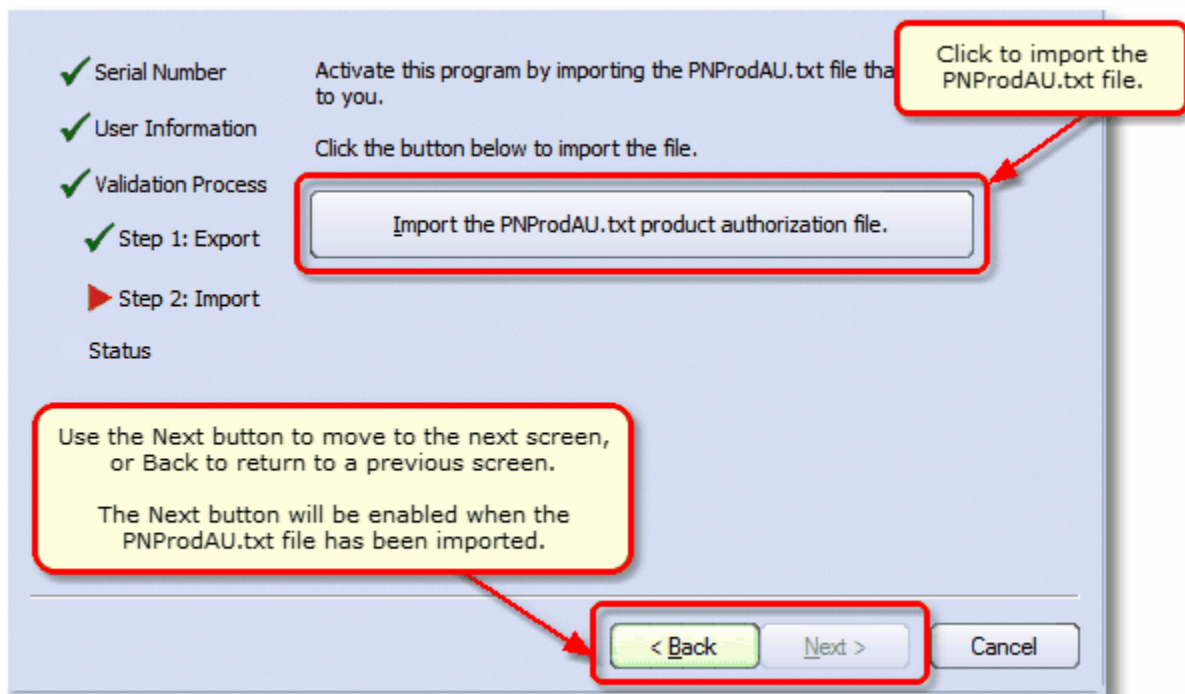 Serial Number
User Information
Validation Process
Step 1: Export
Step 2: Import
Status
Activate this program by importing the PNProdAU.txt file tha
to you.
Click the button below to import the file.
Import the PNProdAU.txt product authorization file.
Click to import the
PNProdAU.txt file.
Use the Next button to move to the next screen,
or Back to return to a previous screen.
The Next button will be enabled when the
PNProdAU.txt file has been imported.
< Back
Next >
Cancel